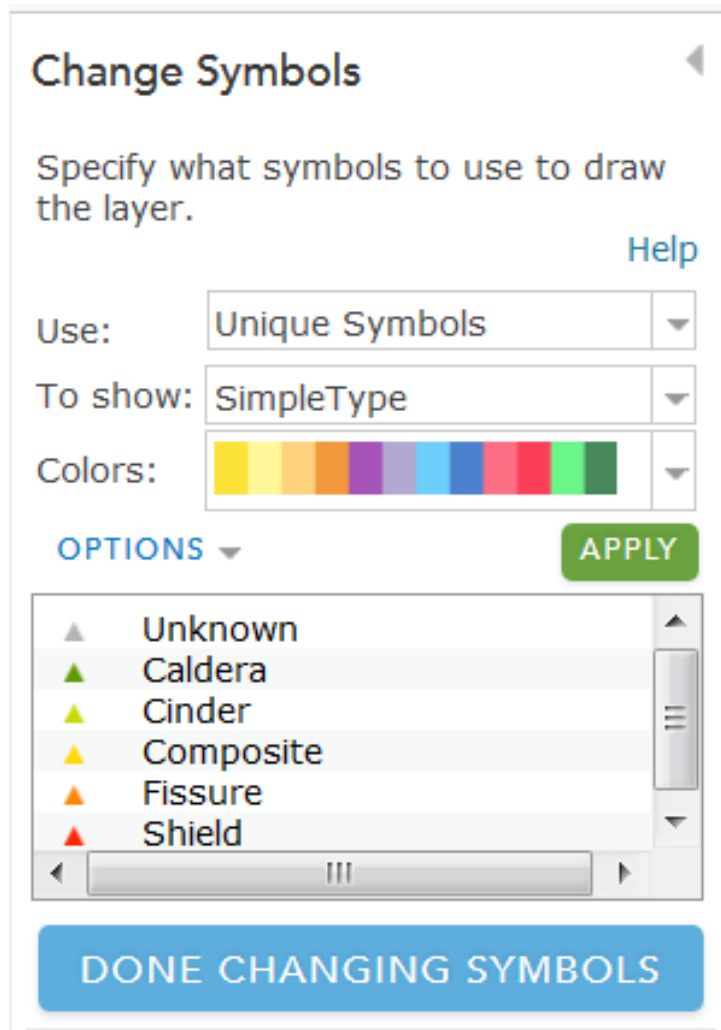 Change Symbols
Specify what symbols to use to draw
the layer.
Help
Use: Unique Symbols
To show: SimpleType
Colors:
OPTIONS APPLY
Unknown
Caldera
Cinder
Composite
Fissure
Shield
DONE CHANGING SYMBOLS